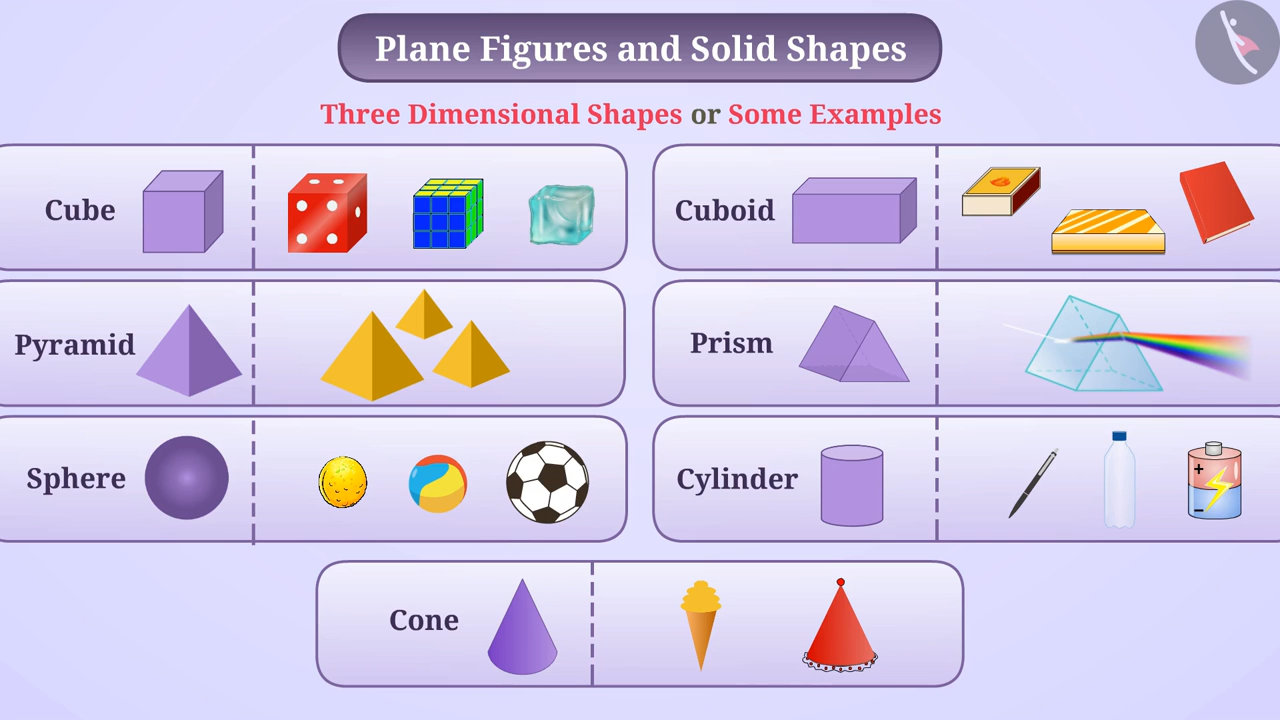 Plane Figures and Solid Shapes
Three Dimensional Shapes or Some Examples
Cube
Cuboid
Pyramid
Prism
Sphere
Cylinder
+
–
Cone